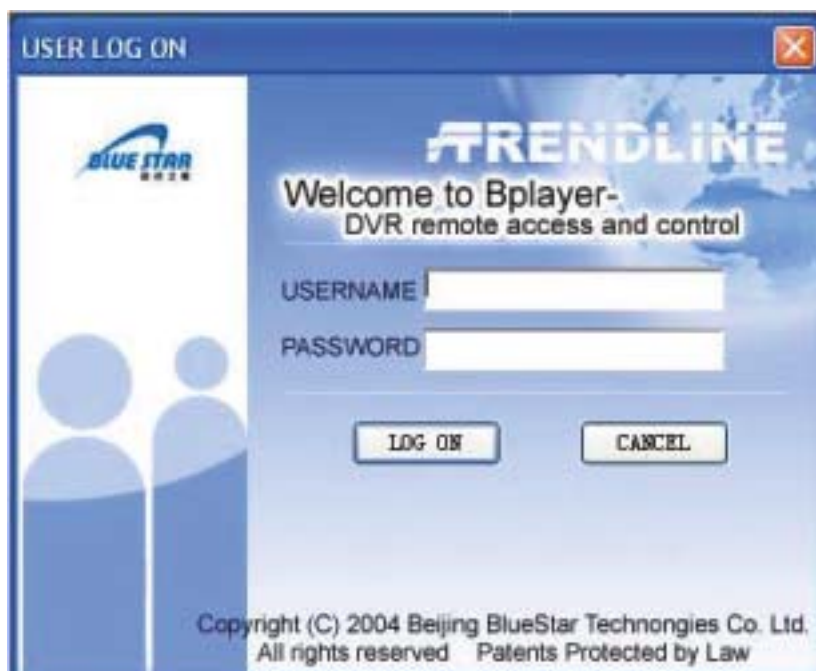 USER LOG ON
BLUE STAR
TRENDLINE
Welcome to Bplayer-
DVR remote access and control
USERNAME
PASSWORD
LOG ON
CANCEL
Copyright (C) 2004 Beijing BlueStar Technongies Co. Ltd.
All rights reserved Patents Protected by Law